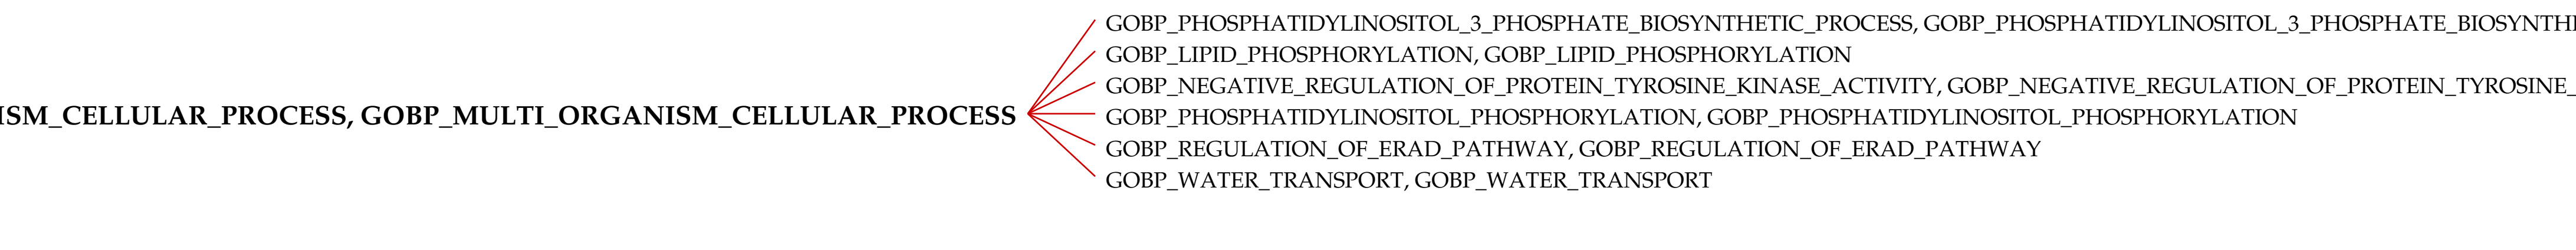 GOBP_PHOSPHATIDYLINOSITOL_3_PHOSPHATE_BIOSYNTHETIC_PROCESS, GOBP_PHOSPHATIDYLINOSITOL_3_PHOSPHATE_BIOSYNTH
GOBP_LIPID_PHOSPHORYLATION, GOBP_LIPID_PHOSPHORYLATION
GOBP_NEGATIVE_REGULATION_OF_PROTEIN_TYROSINE_KINASE_ACTIVITY, GOBP_NEGATIVE_REGULATION_OF_PROTEIN_TYROSINE_
ISM_CELLULAR_PROCESS, GOBP_MULTI_ORGANISM_CELLULAR_PROCESS
GOBP_PHOSPHATIDYLINOSITOL_PHOSPHORYLATION, GOBP_PHOSPHATIDYLINOSITOL_PHOSPHORYLATION
GOBP_REGULATION_OF_ERAD_PATHWAY, GOBP_REGULATION_OF_ERAD_PATHWAY
GOBP_WATER_TRANSPORT, GOBP_WATER_TRANSPORT